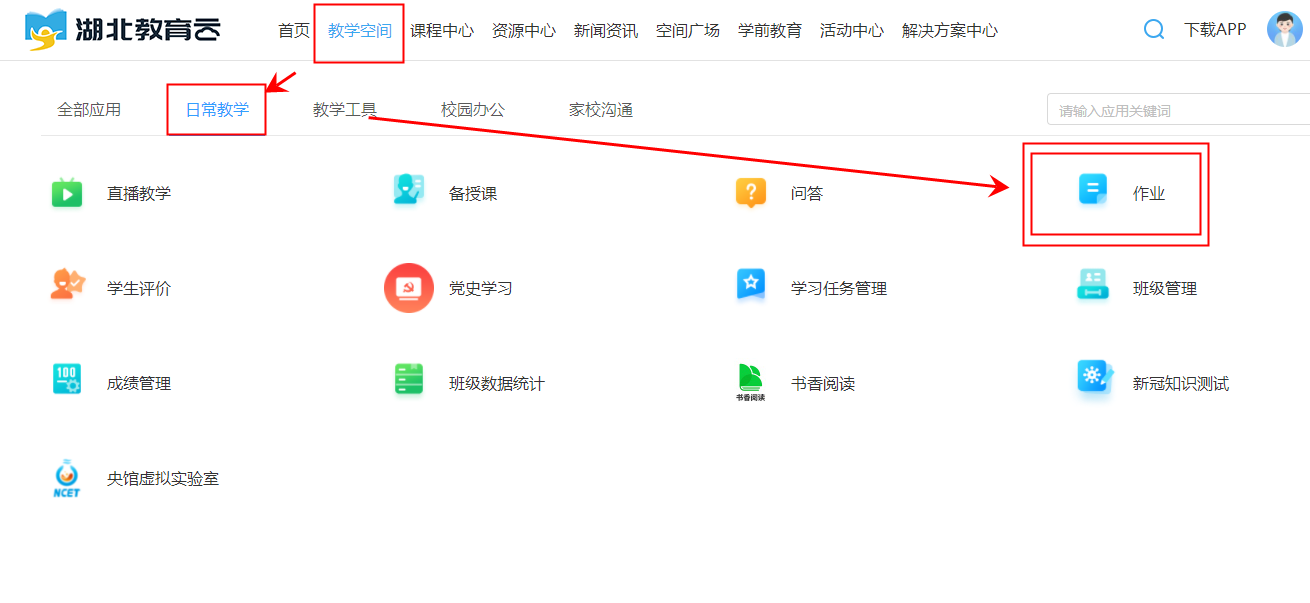 湖北教育云 首页 教学空间 课程中心 资源中心 新闻资讯 空间广场 学前教育 活动中心 解决方案中心 下载APP
全部应用 日常教学 教学工具 校园办公 家校沟通 请输入应用关键词
直播教学 备授课 ? 问答 作业
学生评价 党史学习 学习任务管理 班级管理
100 成绩管理 班级数据统计 书香阅读 书香阅读 新冠知识测试
NCET 央馆虚拟实验室